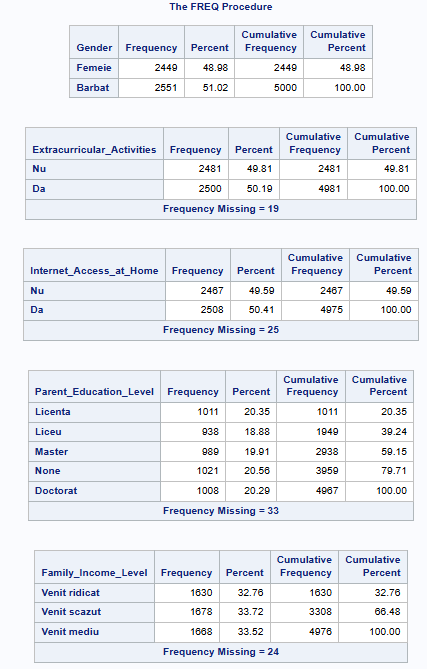 The FREQ Procedure
Gender Frequency Percent Cumulative Frequency Cumulative Percent
Femeie 2449 48.98 2449 48.98
Barbat 2551 51.02 5000 100.00
Extracurricular_Activities Frequency Percent Cumulative Frequency Cumulative Percent
Nu 2481 49.81 2481 49.81
Da 2500 50.19 4981 100.00
Frequency Missing = 19
Internet_Access_at_Home Frequency Percent Cumulative Frequency Cumulative Percent
Nu 2467 49.59 2467 49.59
Da 2508 50.41 4975 100.00
Frequency Missing = 25
Parent_Education_Level Frequency Percent Cumulative Frequency Cumulative Percent
Licenta 1011 20.35 1011 20.35
Liceu 938 18.88 1949 39.24
Master 989 19.91 2938 59.15
None 1021 20.56 3959 79.71
Doctorat 1008 20.29 4967 100.00
Frequency Missing = 33
Family_Income_Level Frequency Percent Cumulative Frequency Cumulative Percent
Venit ridicat 1630 32.76 1630 32.76
Venit scazut 1678 33.72 3308 66.48
Venit mediu 1668 33.52 4976 100.00
Frequency Missing = 24